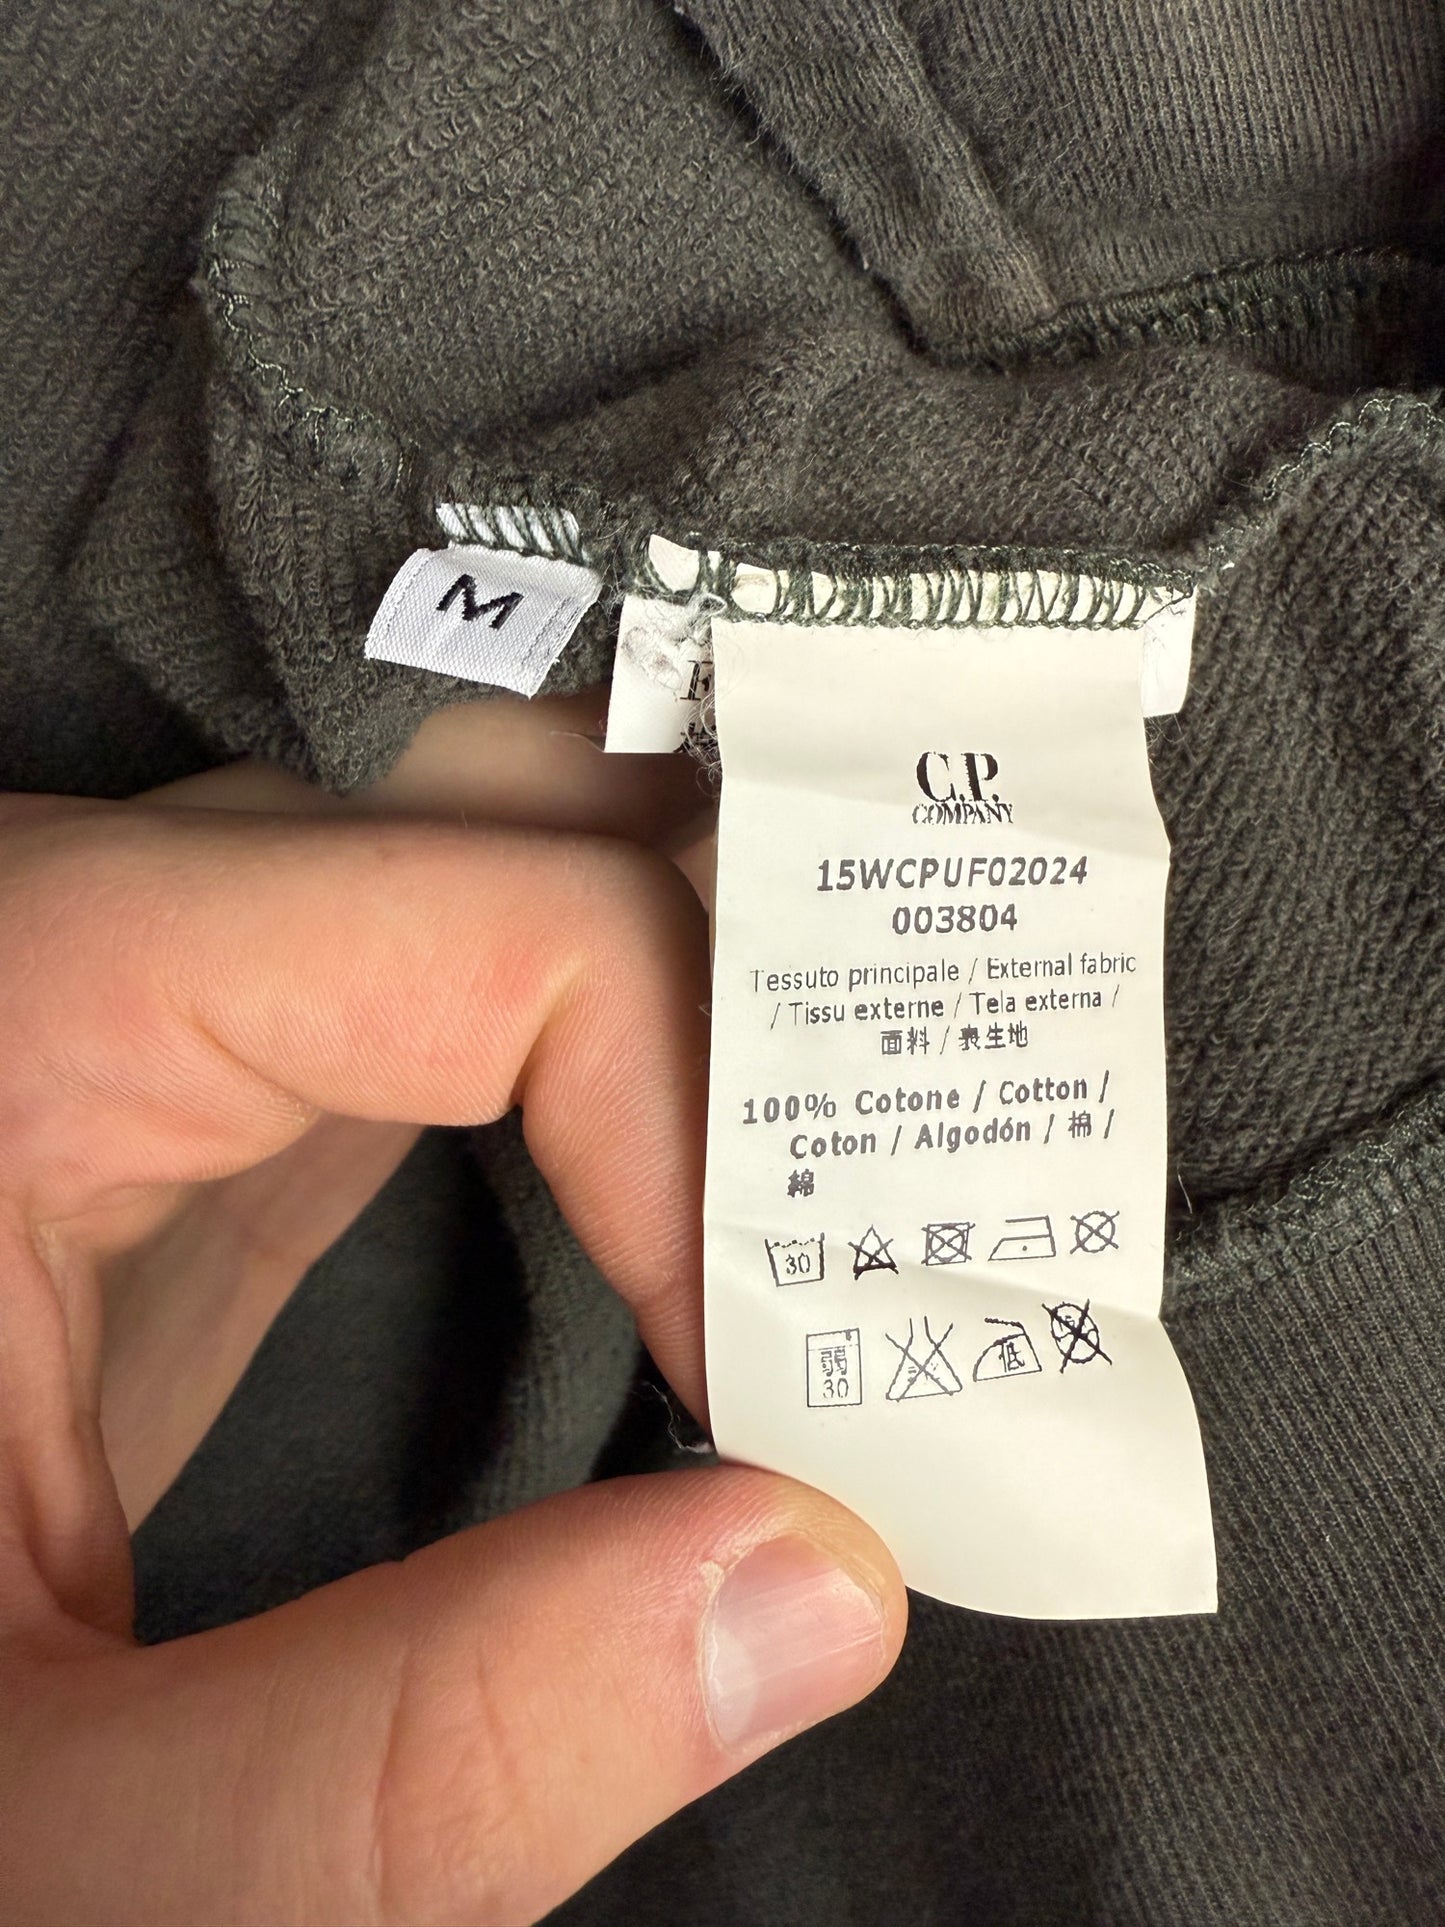 M
C.P.
COMPANY
15WCPUF02024
003804
Tessuto principale / External fabric
/ Tissu externe / Tela externa /
面料 / 表生地
100% Cotone / Cotton /
Coton / Algodón / 棉 /
綿
30
弱
30
低